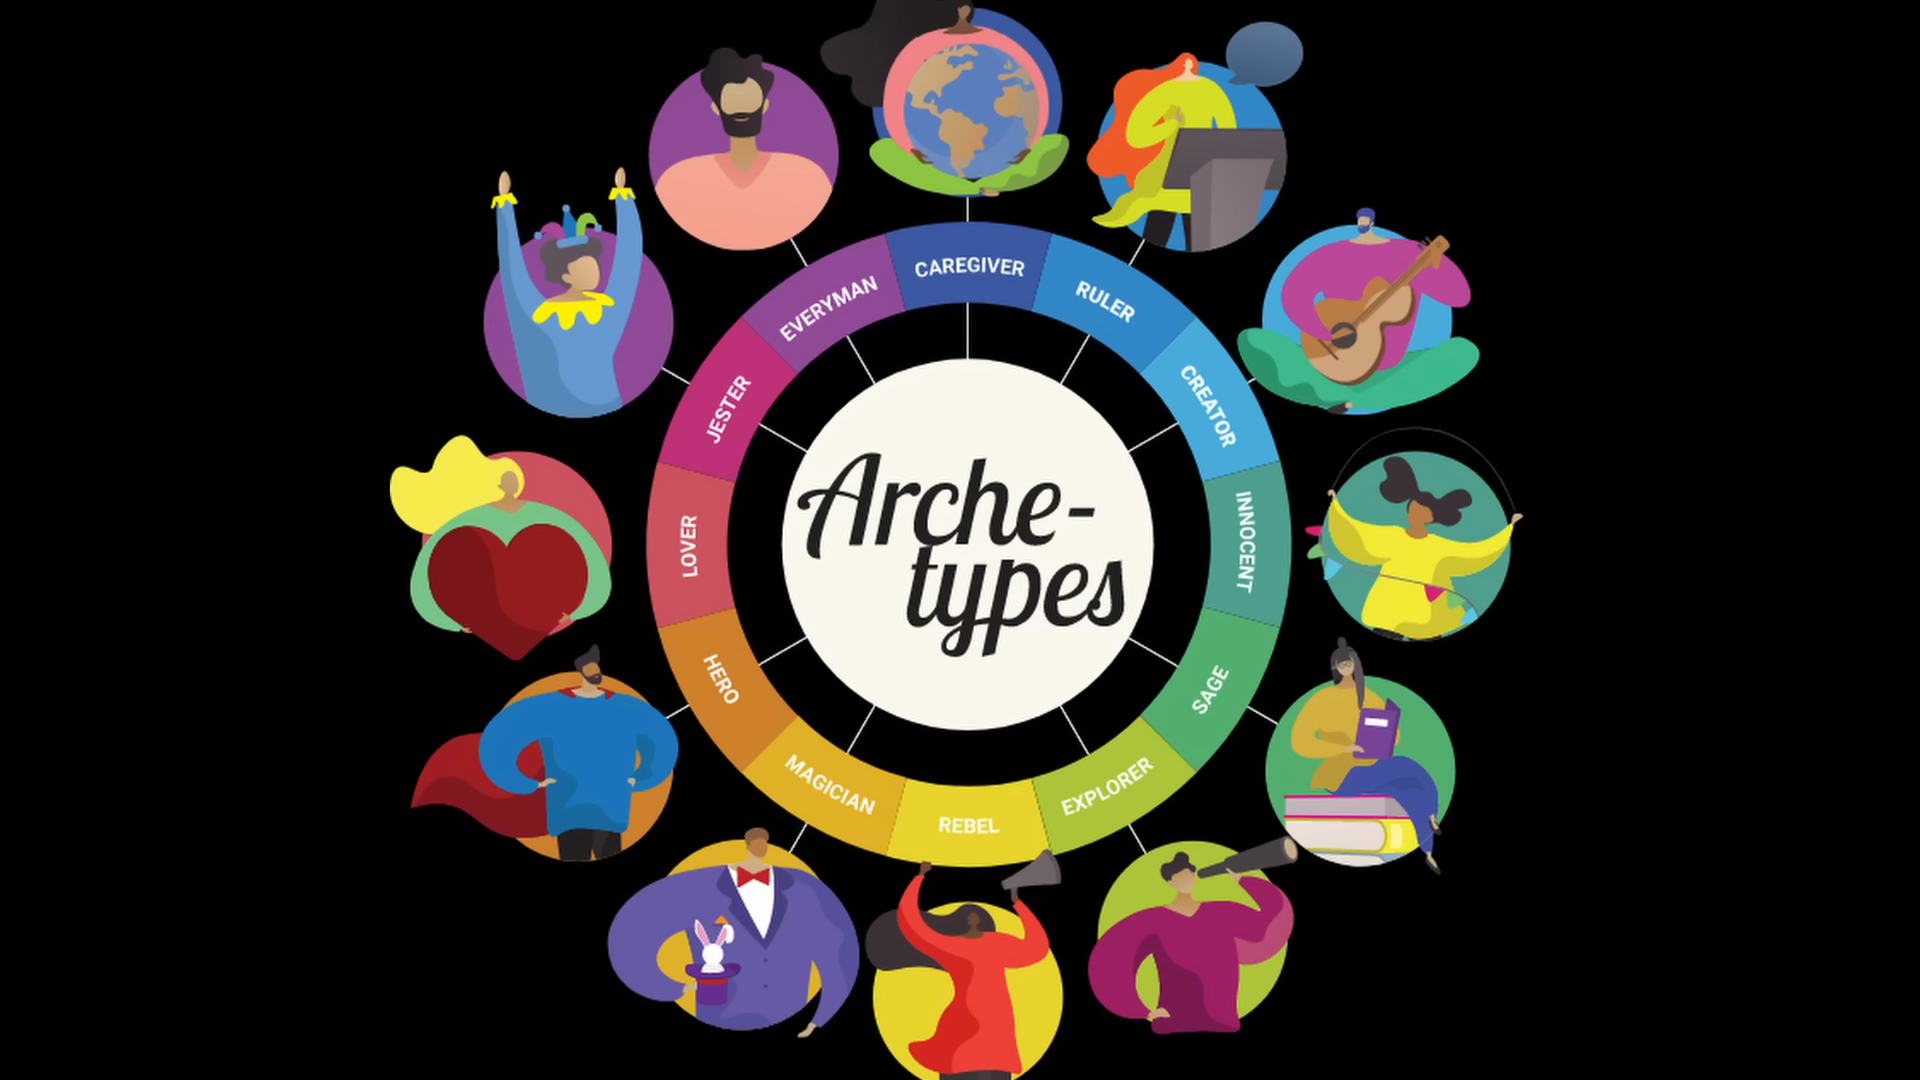 CAREGIVER
RULER
CREATOR
INNOCENT
SAGE
EXPLORER
REBEL
MAGICIAN
HERO
LOVER
JESTER
EVERYMAN
Arche-
types